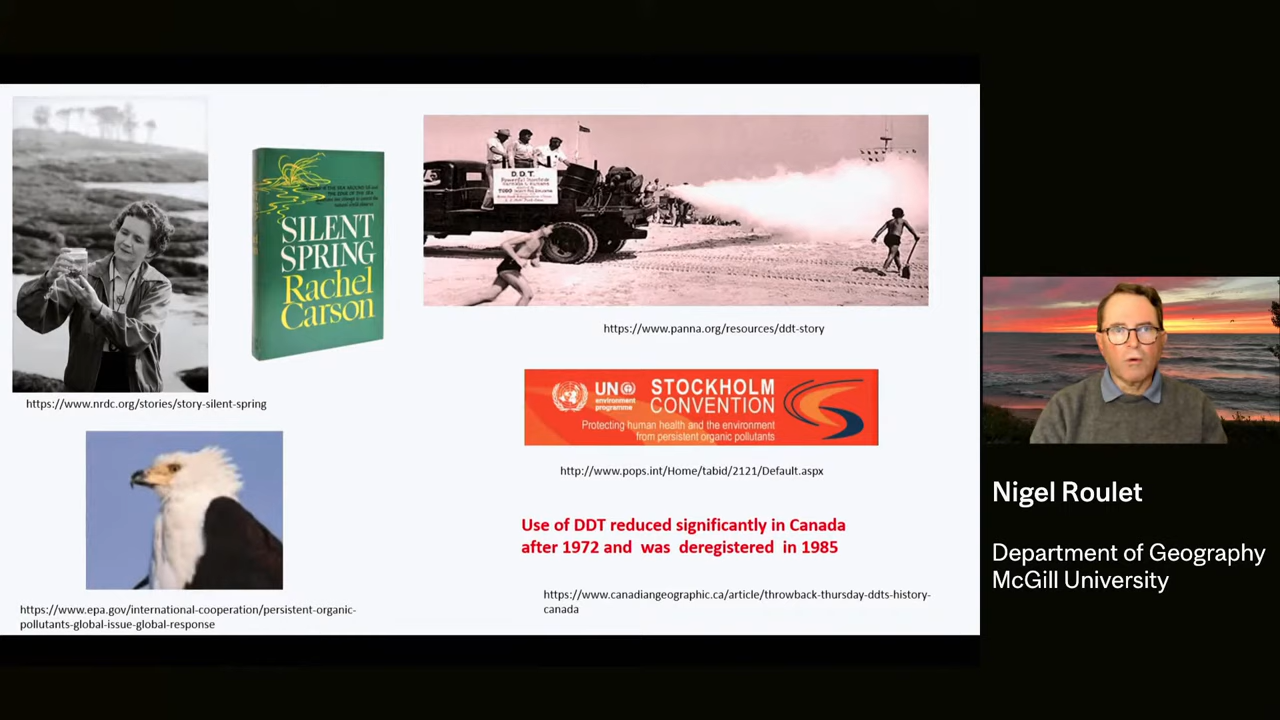 SILENT
SPRING
Rachel
Carson
https://www.nrdc.org/stories/story-silent-spring
https://www.epa.gov/international-cooperation/persistent-organic-
pollutants-global-issue-global-response
D.D.T.
Powerful Insecticide
https://www.panna.org/resources/ddt-story
UN
environment
programme
STOCKHOLM
CONVENTION
Protecting human health and the environment
from persistent organic pollutants
http://www.pops.int/Home/tabid/2121/Default.aspx
Use of DDT reduced significantly in Canada
after 1972 and was deregistered in 1985
https://www.canadiangeographic.ca/article/throwback-thursday-ddts-history-
canada
Nigel Roulet
Department of Geography
McGill University